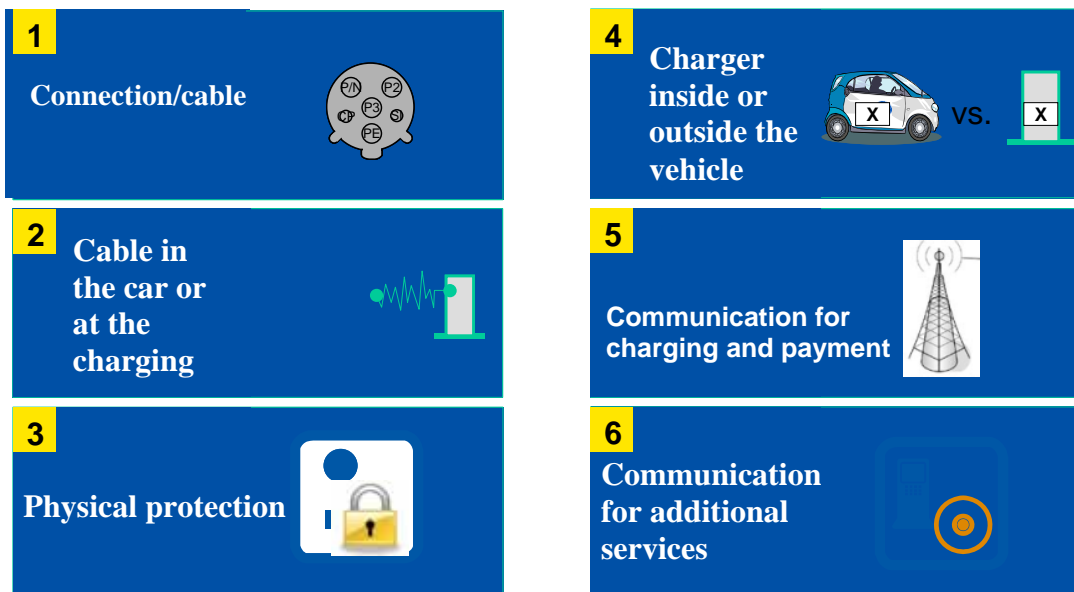 1
Connection/cable
P/N P2
P3
CP SI
PE
2
Cable in
the car or
at the
charging
3
Physical protection
4
Charger
inside or
outside the
vehicle
X vs. X
5
Communication for
charging and payment
6
Communication
for additional
services